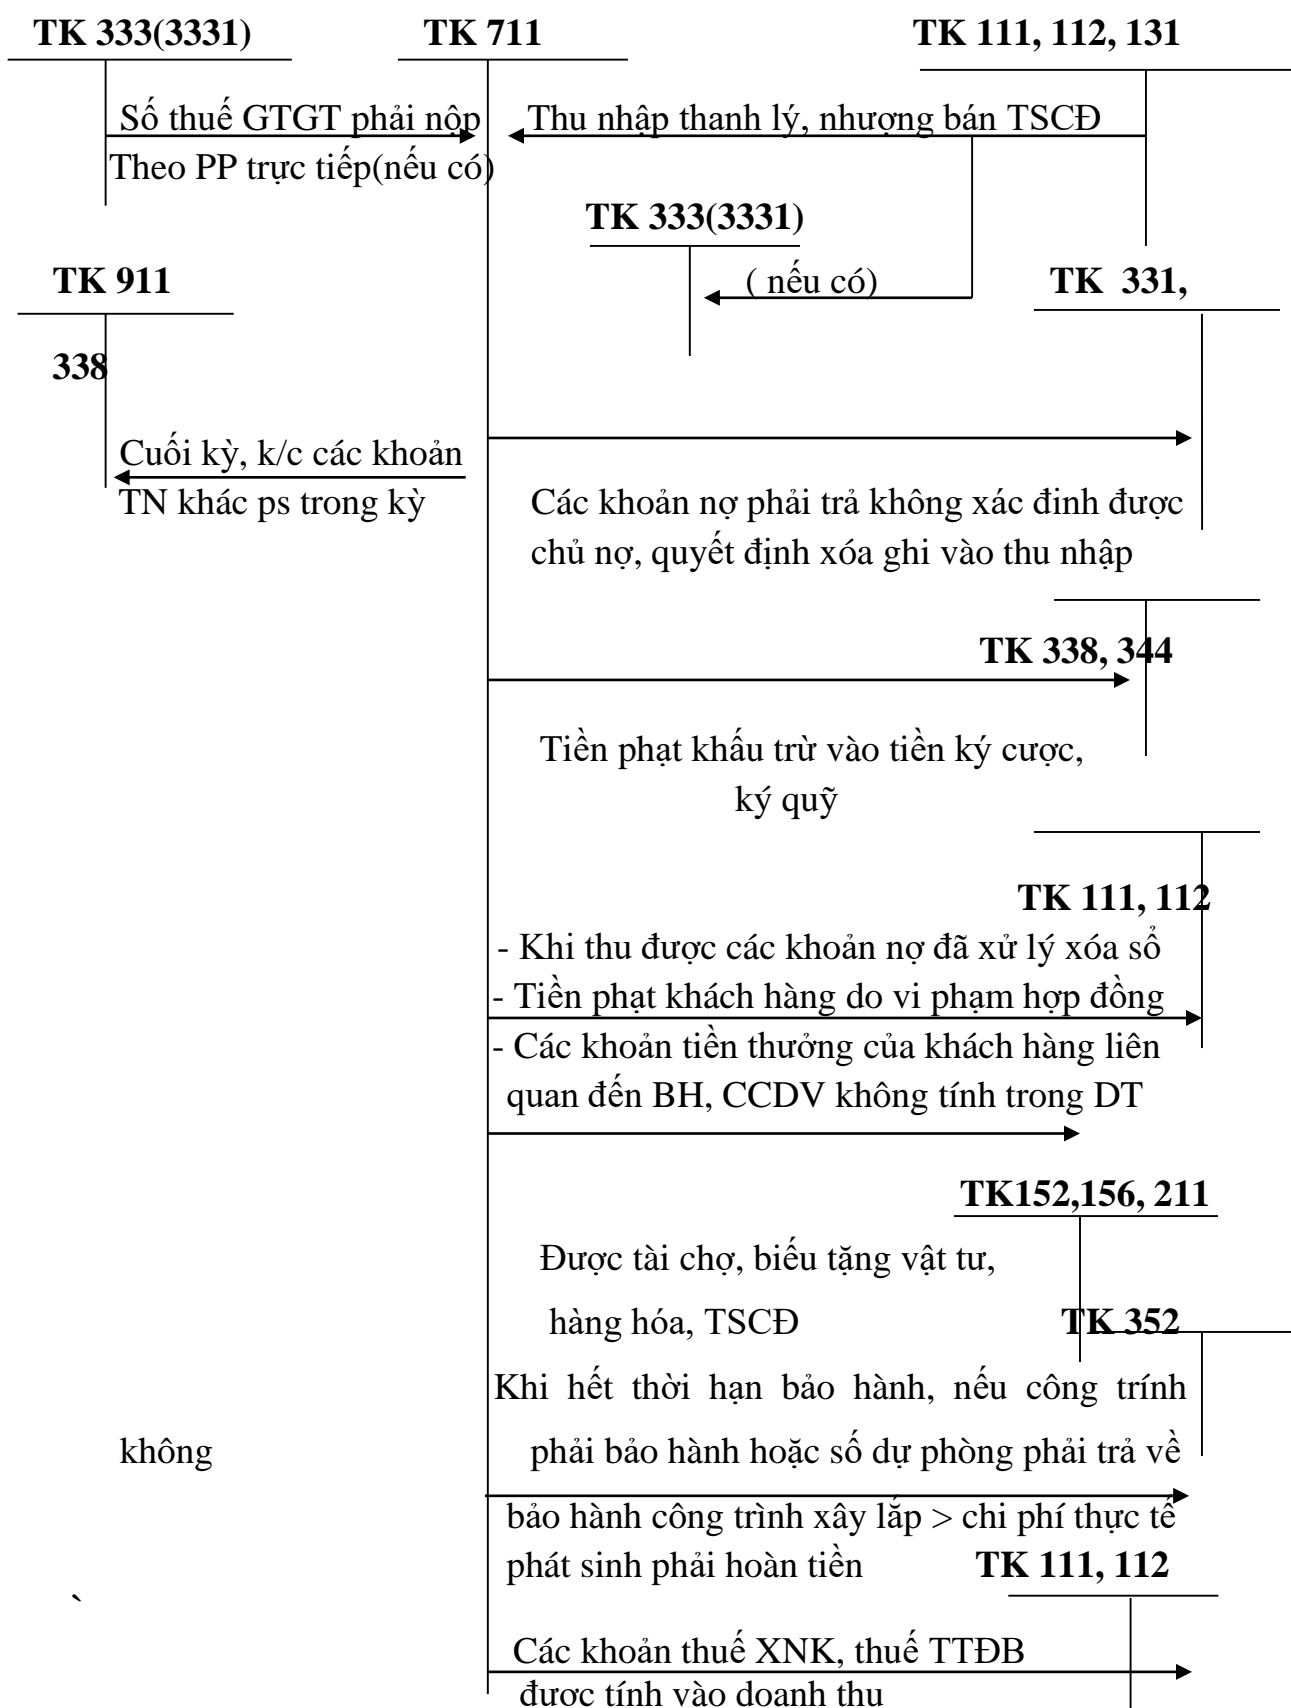 TK 333(3331) TK 711 TK 111, 112, 131
Số thuế GTGT phải nộp Thu nhập thanh lý, nhượng bán TSCĐ
Theo PP trực tiếp(nếu có)
TK 333(3331)
TK 911 ( nếu có) TK 331,
338
Cuối kỳ, k/c các khoản
TN khác ps trong kỳ Các khoản nợ phải trả không xác đinh được
chủ nợ, quyết định xóa ghi vào thu nhập
TK 338, 344
Tiền phạt khấu trừ vào tiền ký cược,
ký quỹ
TK 111, 112
- Khi thu được các khoản nợ đã xử lý xóa sổ
- Tiền phạt khách hàng do vi phạm hợp đồng
- Các khoản tiền thưởng của khách hàng liên
quan đến BH, CCDV không tính trong DT
TK152,156, 211
Được tài chợ, biếu tặng vật tư,
hàng hóa, TSCĐ TK 352
Khi hết thời hạn bảo hành, nếu công trính
không phải bảo hành hoặc số dự phòng phải trả về
bảo hành công trình xây lắp > chi phí thực tế
phát sinh phải hoàn tiền TK 111, 112
`
Các khoản thuế XNK, thuế TTĐB
được tính vào doanh thu